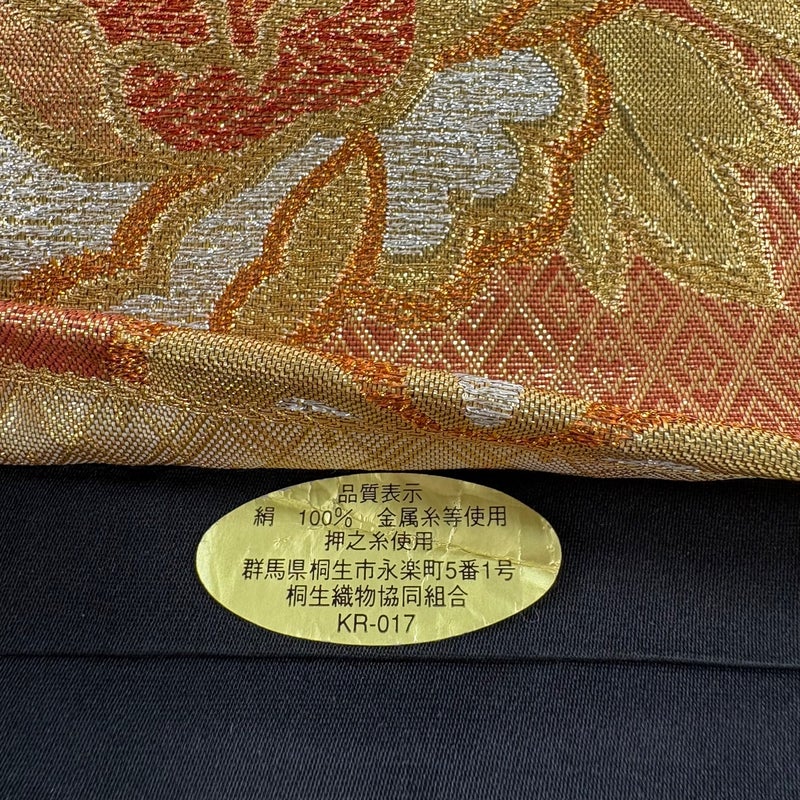 品質表示
絹　100%　金属糸等使用
押之糸使用
群馬県桐生市永楽町5番1号
桐生織物協同組合
KR-017